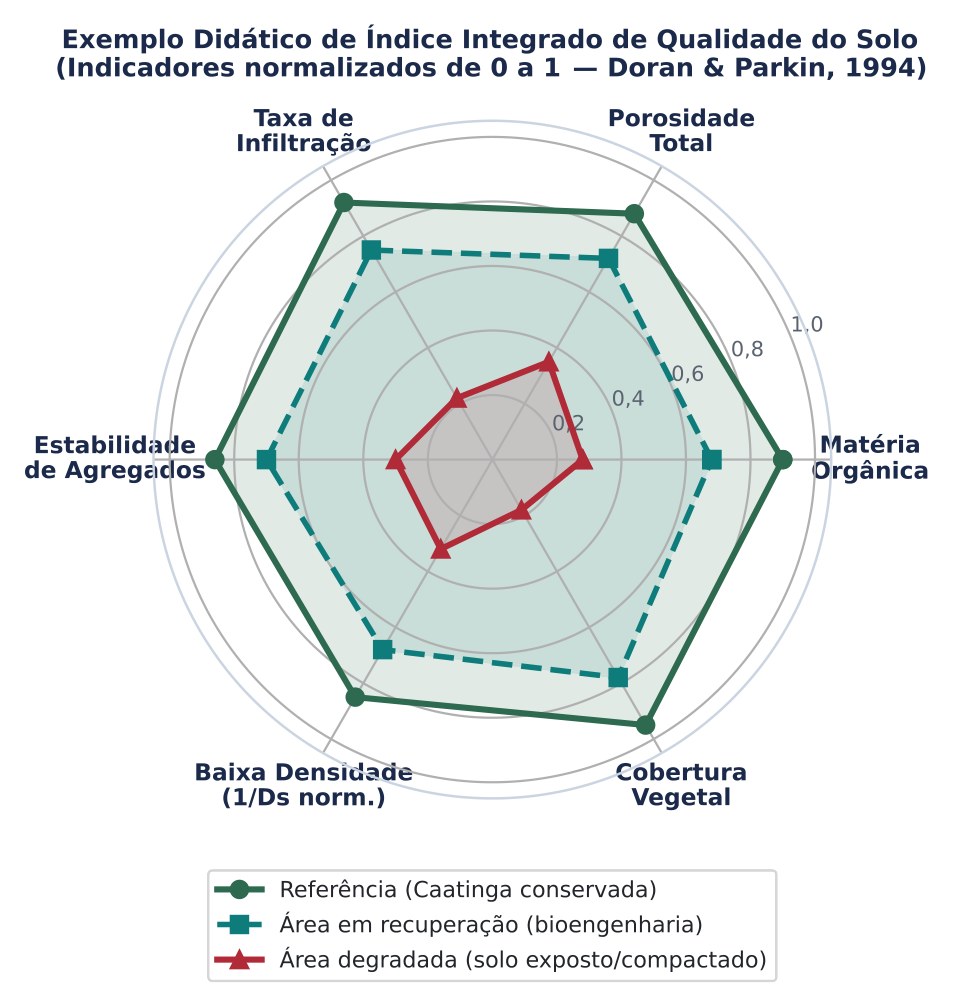 Exemplo Didático de Índice Integrado de Qualidade do Solo
(Indicadores normalizados de 0 a 1 — Doran & Parkin, 1994)
Taxa de
Infiltração
Porosidade
Total
1.0
0,8
0,6
0,4
0,2
Estabilidade
de Agregados
Matéria
Orgânica
Baixa Densidade
(1/Ds norm.)
Cobertura
Vegetal
Referência (Caatinga conservada)
Área em recuperação (bioengenharia)
Área degradada (solo exposto/compactado)